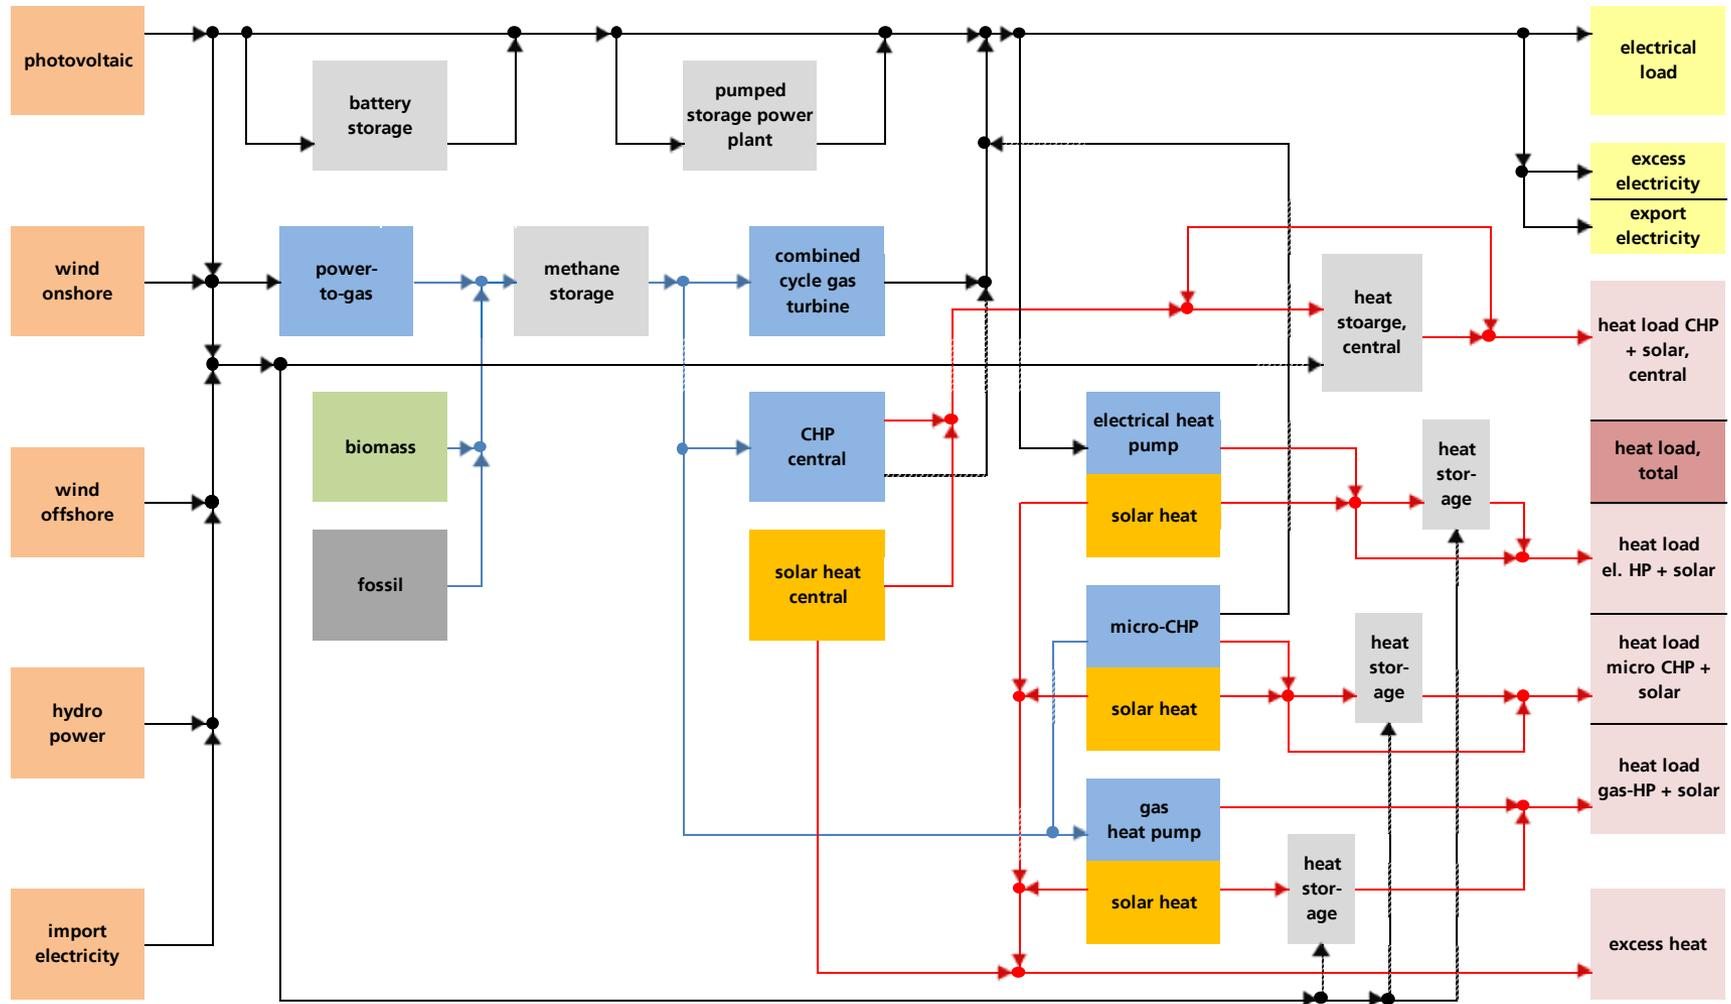 photovoltaic
battery
storage
pumped
storage power
plant
electrical
load
excess
electricity
export
electricity
wind
onshore
power-
to-gas
methane
storage
combined
cycle gas
turbine
heat
stoarge,
central
heat load CHP
+ solar,
central
biomass
CHP
central
electrical heat
pump
solar heat
heat
stor-
age
heat load,
total
wind
offshore
fossil
solar heat
central
heat load
el. HP + solar
micro-CHP
solar heat
heat
stor-
age
heat load
micro CHP +
solar
hydro
power
gas
heat pump
solar heat
heat
stor-
age
heat load
gas-HP + solar
import
electricity
excess heat